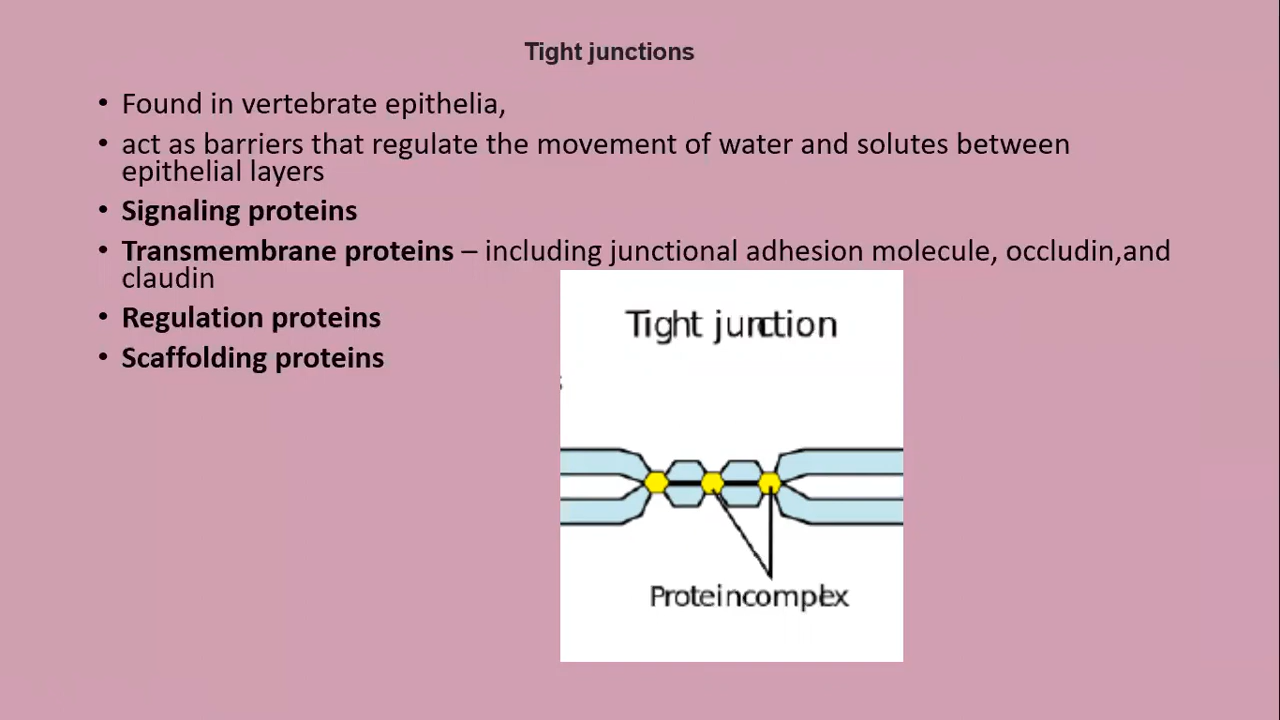 Tight junctions
• Found in vertebrate epithelia,
• act as barriers that regulate the movement of water and solutes between
epithelial layers
• Signaling proteins
• Transmembrane proteins – including junctional adhesion molecule, occludin,and
claudin
• Regulation proteins
• Scaffolding proteins
Tight junction
Proteincomplex